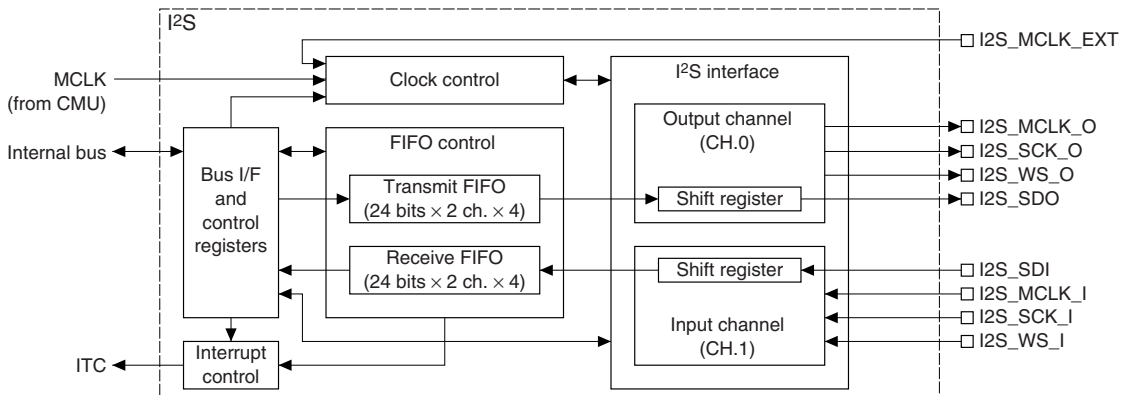 I²S
I2S_MCLK_EXT
MCLK
(from CMU)
Clock control
I²S interface
Output channel
(CH.0)
I2S_MCLK_O
I2S_SCK_O
I2S_WS_O
I2S_SDO
Internal bus
Bus I/F
and
control
registers
FIFO control
Transmit FIFO
(24 bits × 2 ch. × 4)
Shift register
Receive FIFO
(24 bits × 2 ch. × 4)
Shift register
I2S_SDI
I2S_MCLK_I
I2S_SCK_I
I2S_WS_I
Input channel
(CH.1)
ITC
Interrupt
control